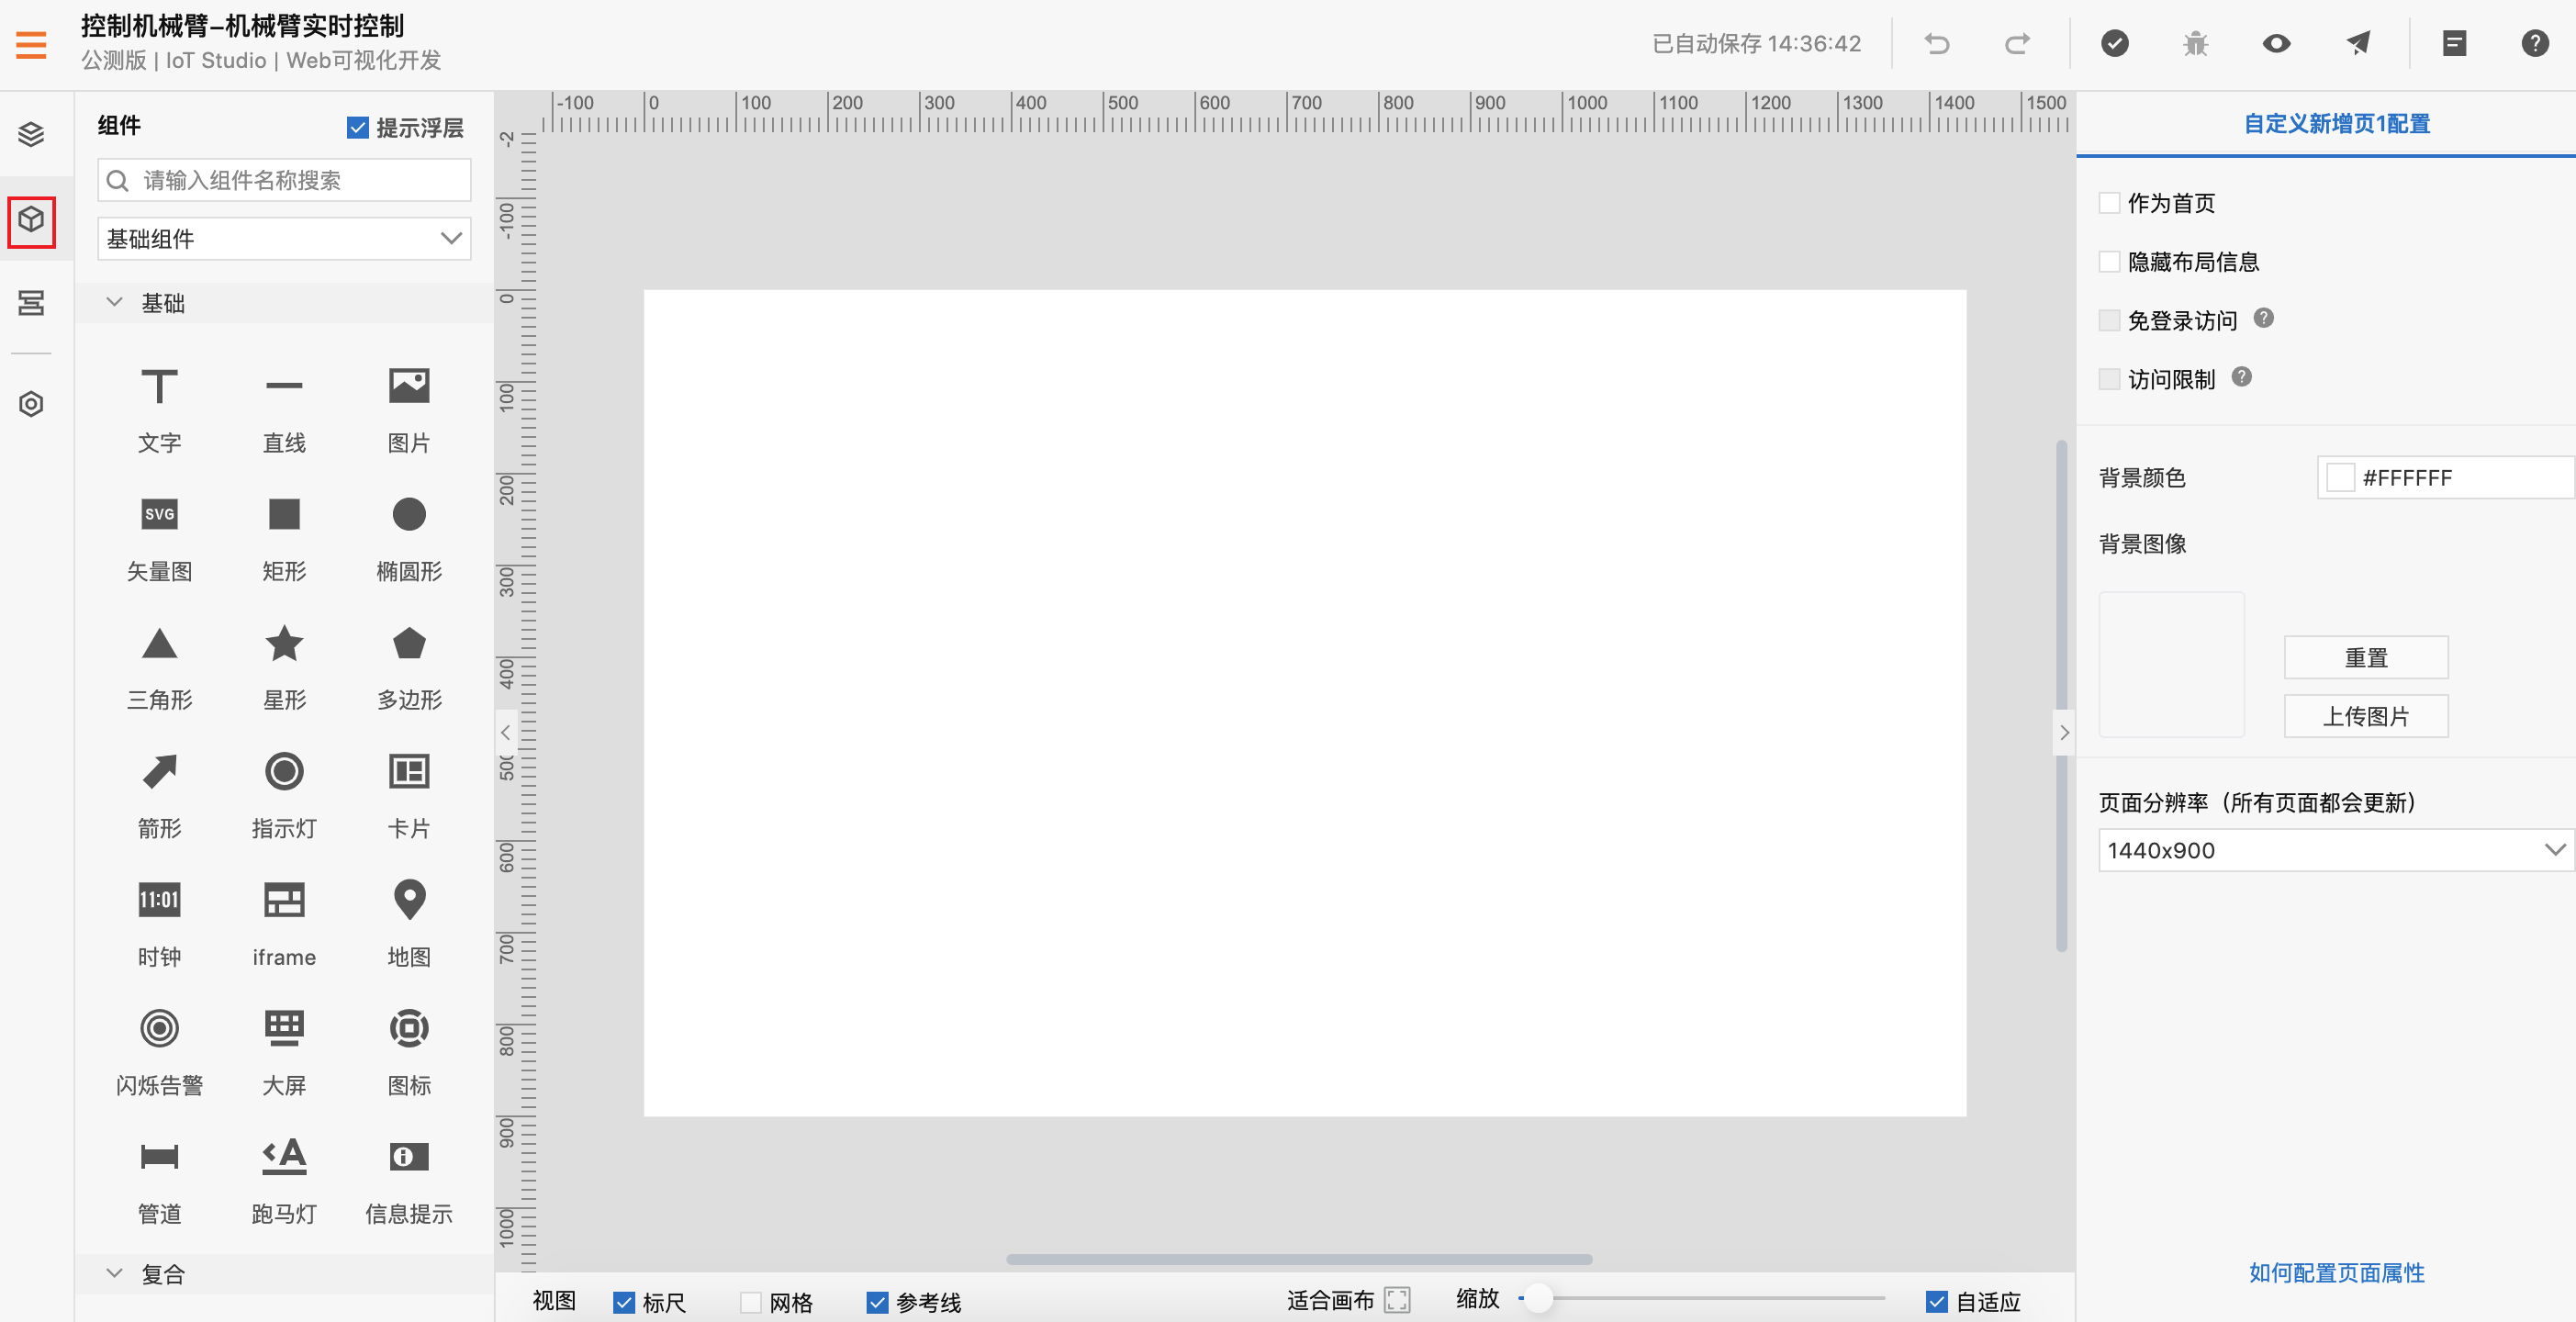 控制机械臂–机械臂实时控制
公测版 | IoT Studio | Web可视化开发
已自动保存 14:36:42
组件
提示浮层
请输入组件名称搜索
基础组件
基础
文字 直线 图片
SVG
矢量图 矩形 椭圆形
三角形 星形 多边形
箭形 指示灯 卡片
11:01
时钟 iframe 地图
闪烁告警 大屏 图标
A
管道 跑马灯 信息提示
复合
-100 0 100 200 300 400 500 600 700 800 900 1000 1100 1200 1300 1400 1500
-2
-100
0
100
200
300
400
500
600
700
800
900
1000
视图 标尺 网格 参考线 适合画布 缩放 自适应
自定义新增页1配置
作为首页
隐藏布局信息
免登录访问 ?
访问限制 ?
背景颜色 #FFFFFF
背景图像
重置
上传图片
页面分辨率（所有页面都会更新）
1440x900
如何配置页面属性